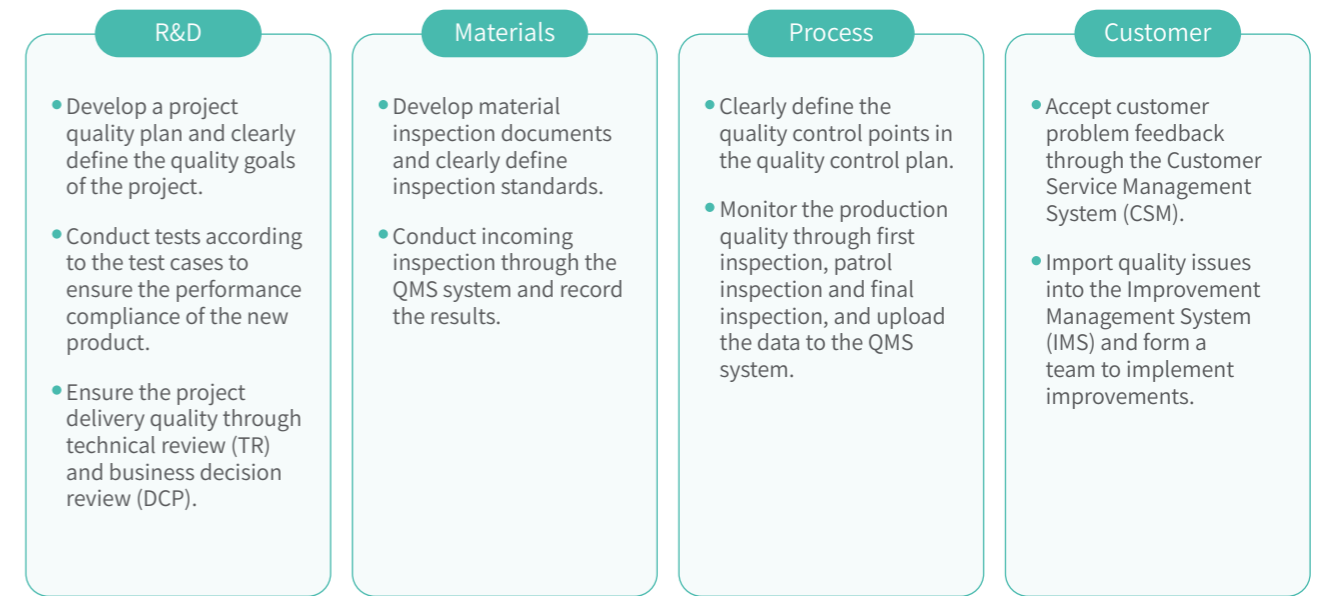 R&D
Develop a project
quality plan and clearly
define the quality goals
of the project.
Conduct tests according
to the test cases to
ensure the performance
compliance of the new
product.
Ensure the project
delivery quality through
technical review (TR)
and business decision
review (DCP).
Materials
Develop material
inspection documents
and clearly define
inspection standards.
Conduct incoming
inspection through the
QMS system and record
the results.
Process
Clearly define the
quality control points in
the quality control plan.
Monitor the production
quality through first
inspection, patrol
inspection and final
inspection, and upload
the data to the QMS
system.
Customer
Accept customer
problem feedback
through the Customer
Service Management
System (CSM).
Import quality issues
into the Improvement
Management System
(IMS) and form a
team to implement
improvements.